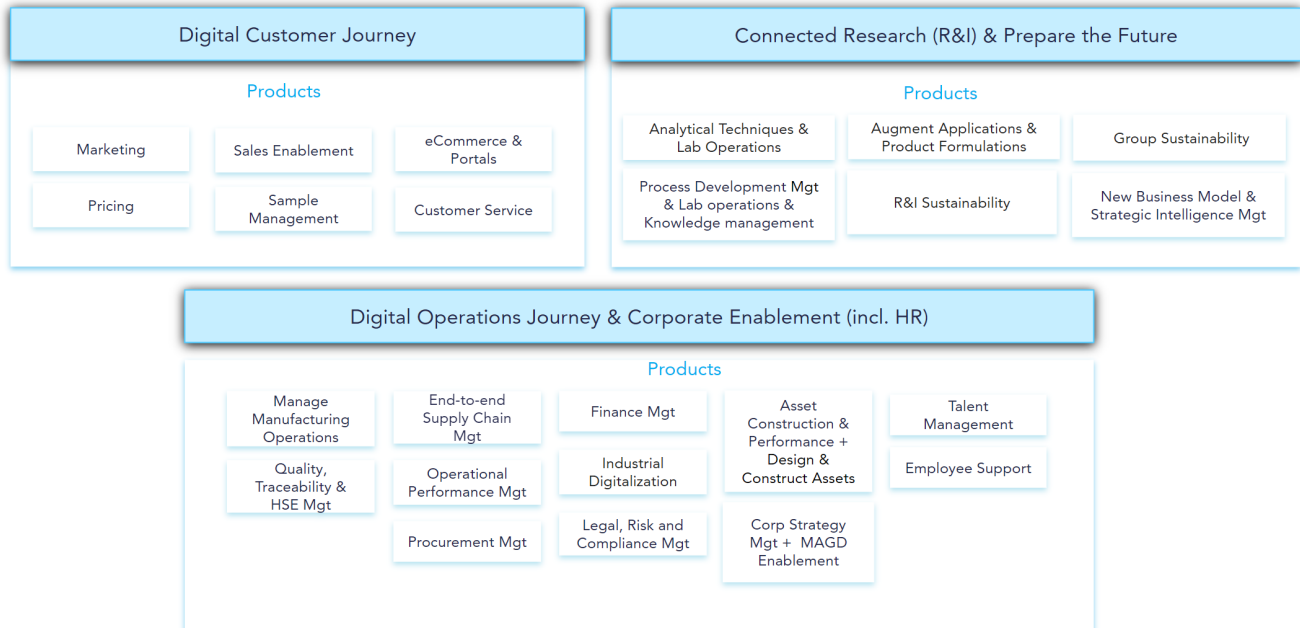 Digital Customer Journey
Products
Marketing
Sales Enablement
eCommerce &
Portals
Pricing
Sample
Management
Customer Service
Connected Research (R&I) & Prepare the Future
Products
Analytical Techniques &
Lab Operations
Augment Applications &
Product Formulations
Group Sustainability
Process Development Mgt
& Lab operations &
Knowledge management
R&I Sustainability
New Business Model &
Strategic Intelligence Mgt
Digital Operations Journey & Corporate Enablement (incl. HR)
Products
Manage
Manufacturing
Operations
Quality,
Traceability &
HSE Mgt
End-to-end
Supply Chain
Mgt
Operational
Performance Mgt
Procurement Mgt
Finance Mgt
Industrial
Digitalization
Legal, Risk and
Compliance Mgt
Asset
Construction &
Performance +
Design &
Construct Assets
Corp Strategy
Mgt + MAGD
Enablement
Talent
Management
Employee Support